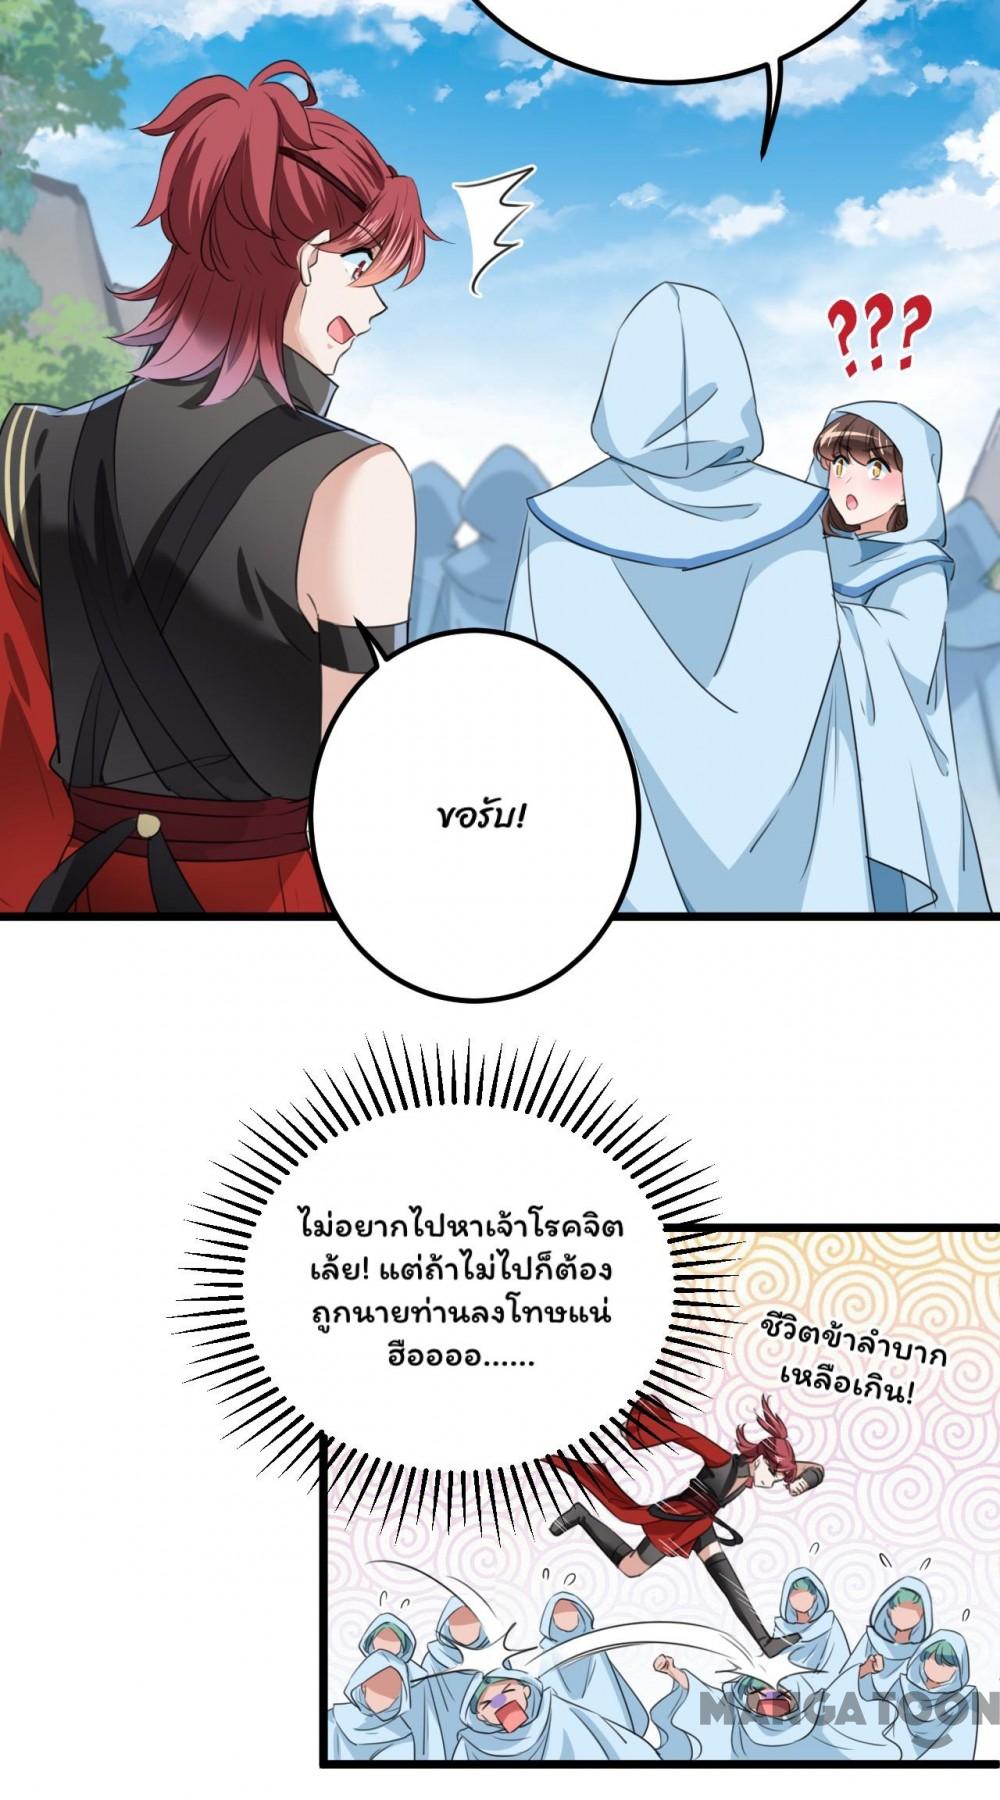 ???
ขอรับ!
ไม่อยากไปหาเจ้าโรคจิต
เล้ย! แต่ถ้าไม่ไปก็ต้อง
ถูกนายท่านลงโทษแน่
ฮืออออ......
ชีวิตข้าลำบาก
เหลือเกิน!
MANGATOON